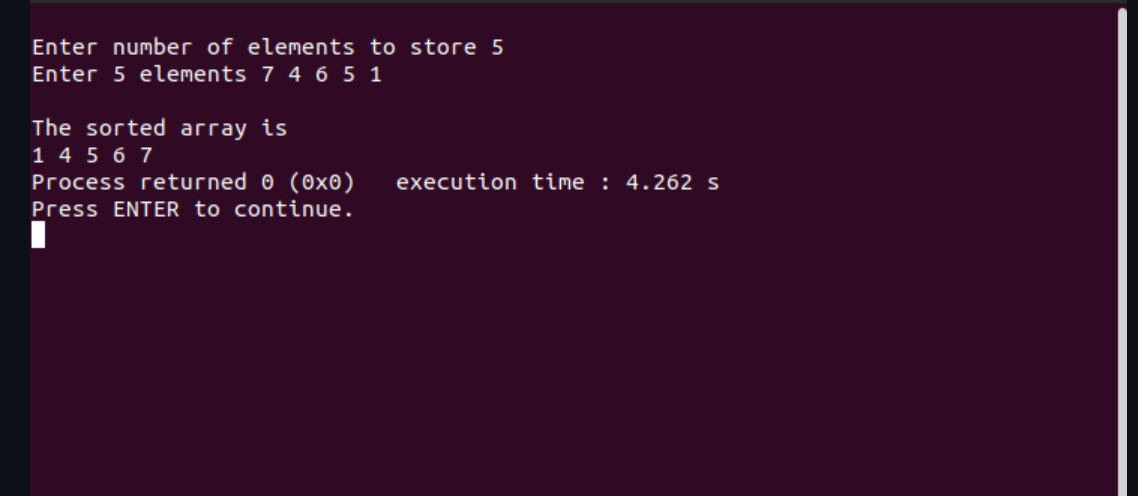 Enter number of elements to store 5
Enter 5 elements 7 4 6 5 1
The sorted array is
1 4 5 6 7
Process returned 0 (0x0)   execution time : 4.262 s
Press ENTER to continue.